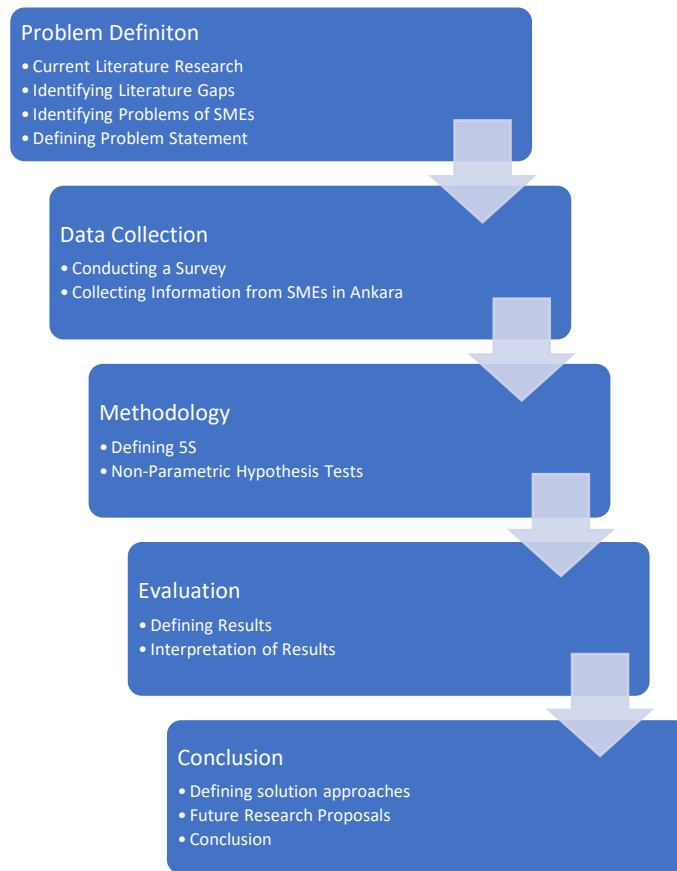 Problem Definiton
• Current Literature Research
• Identifying Literature Gaps
• Identifying Problems of SMEs
• Defining Problem Statement
Data Collection
• Conducting a Survey
• Collecting Information from SMEs in Ankara
Methodology
• Defining 5S
• Non-Parametric Hypothesis Tests
Evaluation
• Defining Results
• Interpretation of Results
Conclusion
• Defining solution approaches
• Future Research Proposals
• Conclusion